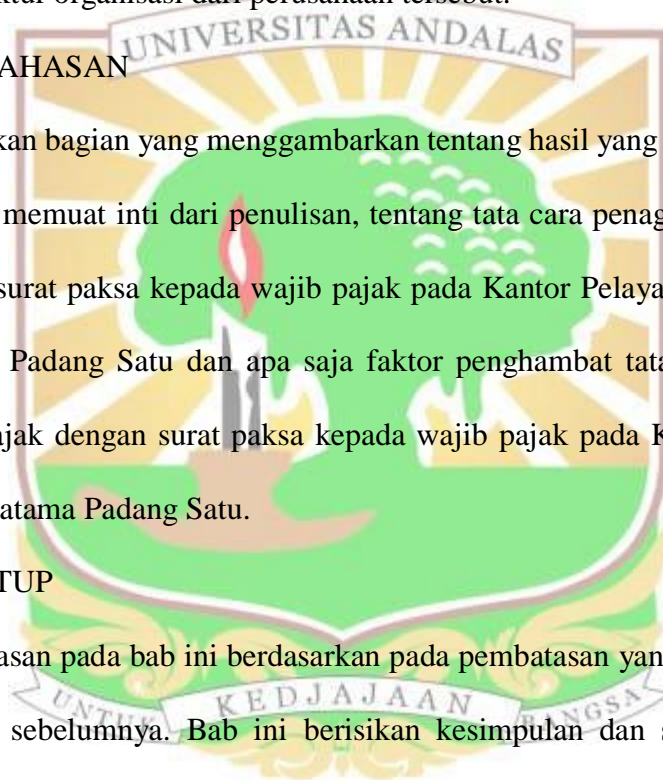 ktur organisasi dari perusahaan tersebut.
UNIVERSITAS ANDALAS
AHASAN
kan bagian yang menggambarkan tentang hasil yang
memuat inti dari penulisan, tentang tata cara penag
surat paksa kepada wajib pajak pada Kantor Pelaya
Padang Satu dan apa saja faktor penghambat tata
ajak dengan surat paksa kepada wajib pajak pada K
atama Padang Satu.
TUP
asan pada bab ini berdasarkan pada pembatasan yan
UNTUK KEDJAJAAN BANGSA
sebelumnya. Bab ini berisikan kesimpulan dan s